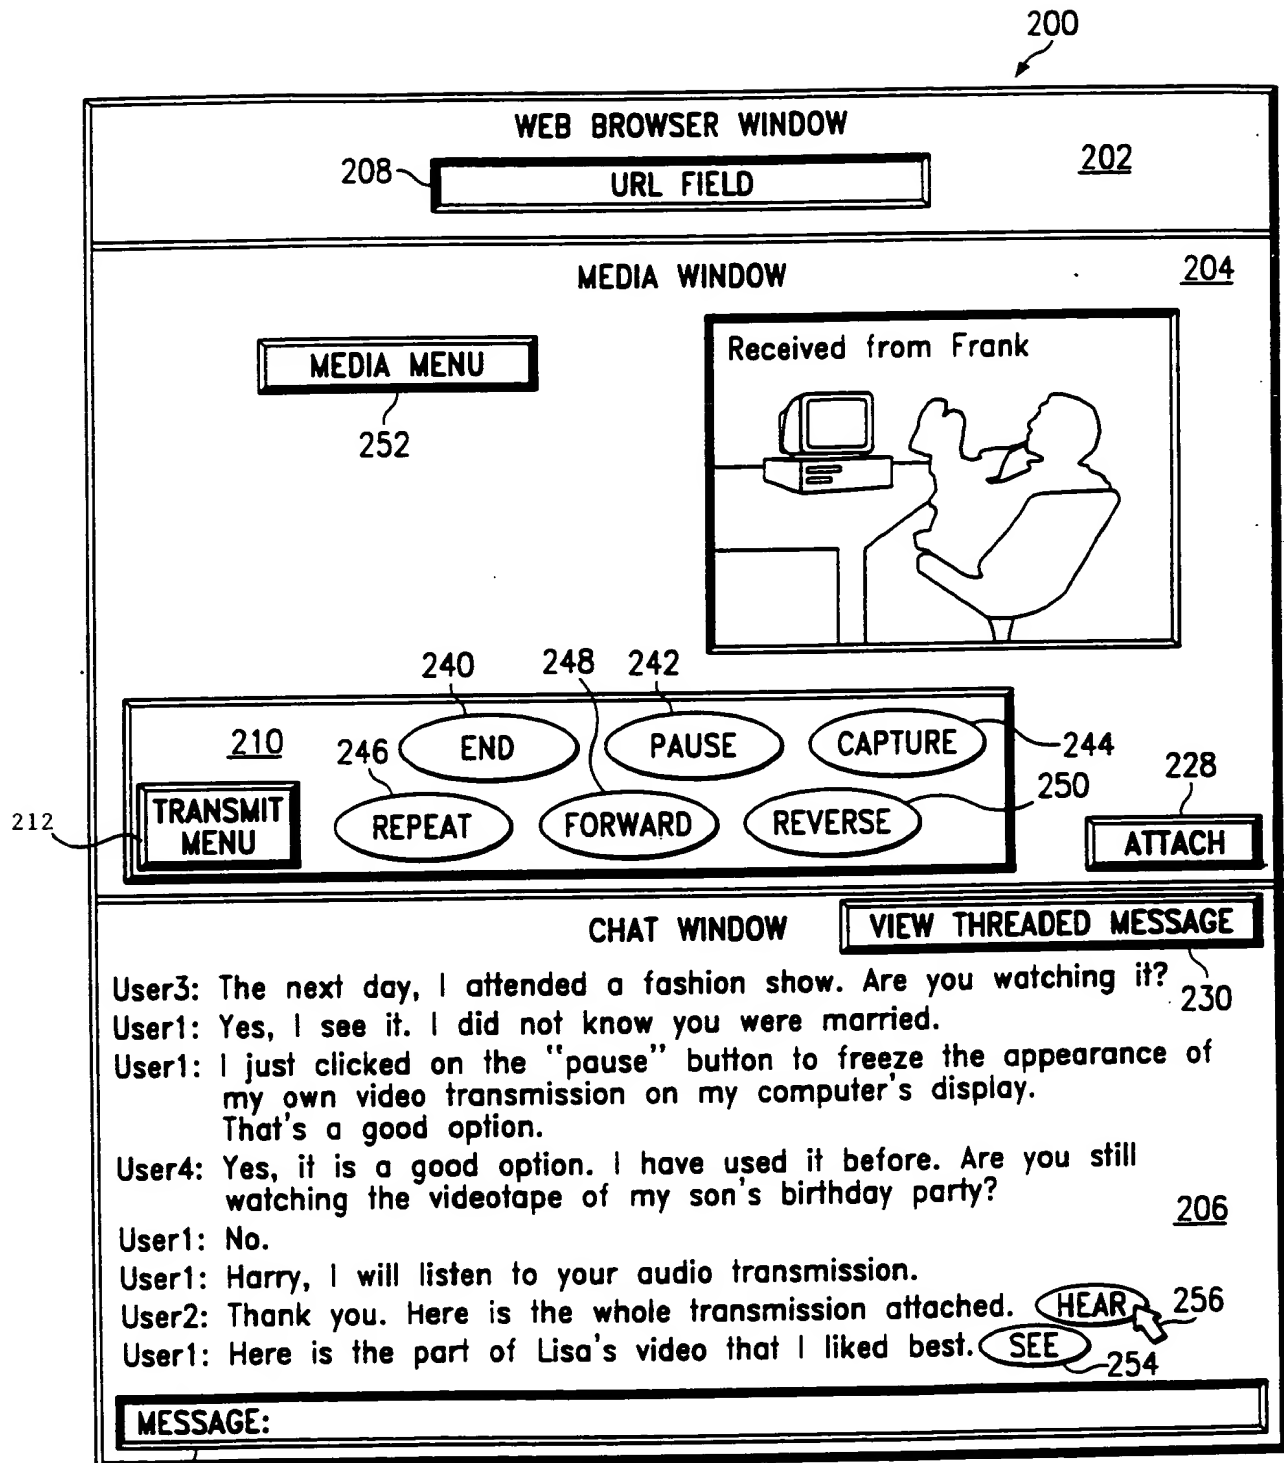 200
WEB BROWSER WINDOW
202
208
URL FIELD
MEDIA WINDOW
204
MEDIA MENU
252
Received from Frank
240
248
242
210
246
END
PAUSE
CAPTURE
244
212
TRANSMIT
MENU
REPEAT
FORWARD
REVERSE
250
228
ATTACH
CHAT WINDOW
VIEW THREADED MESSAGE
230
User3: The next day, I attended a fashion show. Are you watching it?
User1: Yes, I see it. I did not know you were married.
User1: I just clicked on the "pause" button to freeze the appearance of
my own video transmission on my computer's display.
That's a good option.
User4: Yes, it is a good option. I have used it before. Are you still
watching the videotape of my son's birthday party?
206
User1: No.
User1: Harry, I will listen to your audio transmission.
User2: Thank you. Here is the whole transmission attached. HEAR
256
User1: Here is the part of Lisa's video that I liked best. SEE
254
MESSAGE: